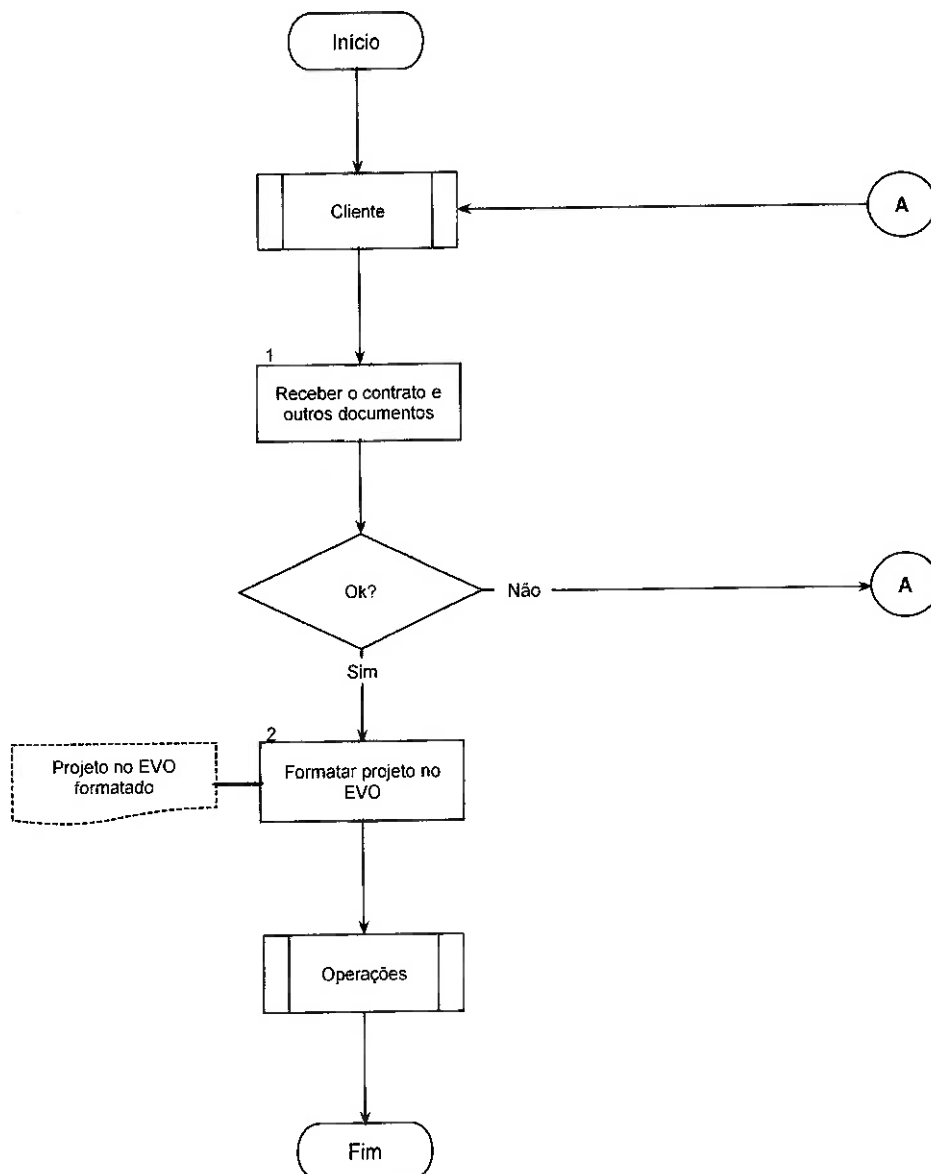 Início
Cliente
A
1
Receber o contrato e
outros documentos
Ok?
Não
A
Sim
2
Projeto no EVO
formatado
Formatar projeto no
EVO
Operações
Fim